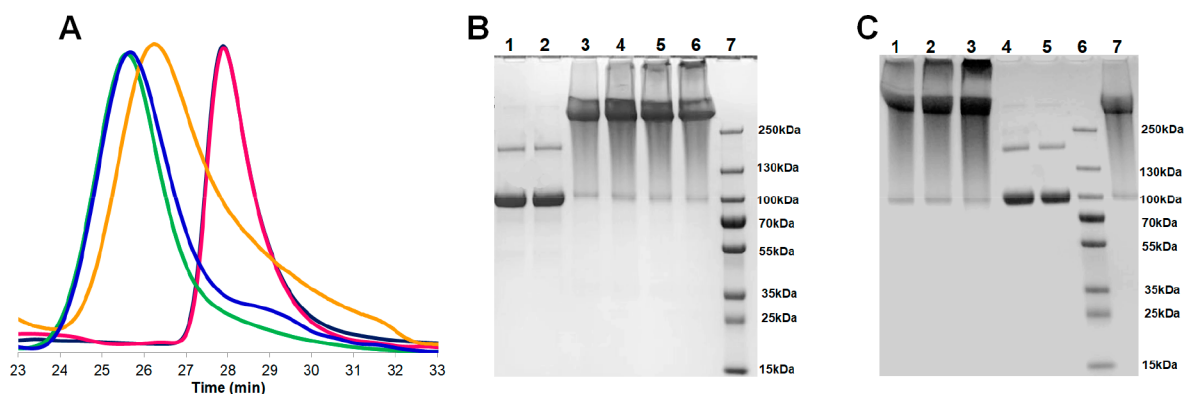 A
23 24 25 26 27 28 29 30 31 32 33
Time (min)
B
1 2 3 4 5 6 7
250kDa
130kDa
100kDa
70kDa
55kDa
35kDa
25kDa
15kDa
C
1 2 3 4 5 6 7
250kDa
130kDa
100kDa
70kDa
55kDa
35kDa
25kDa
15kDa